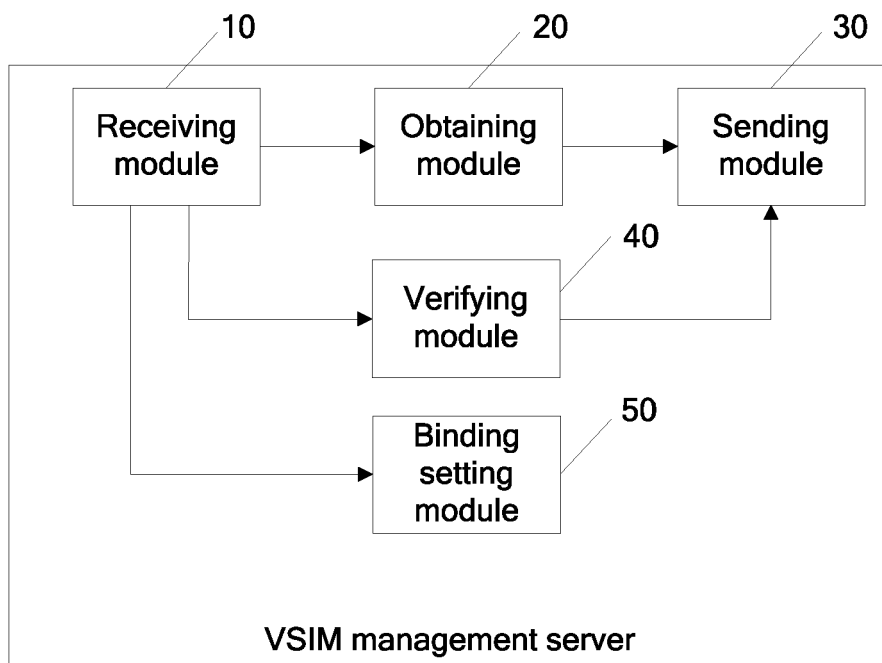 10
20
30
Receiving
module
Obtaining
module
Sending
module
40
Verifying
module
50
Binding
setting
module
VSIM management server